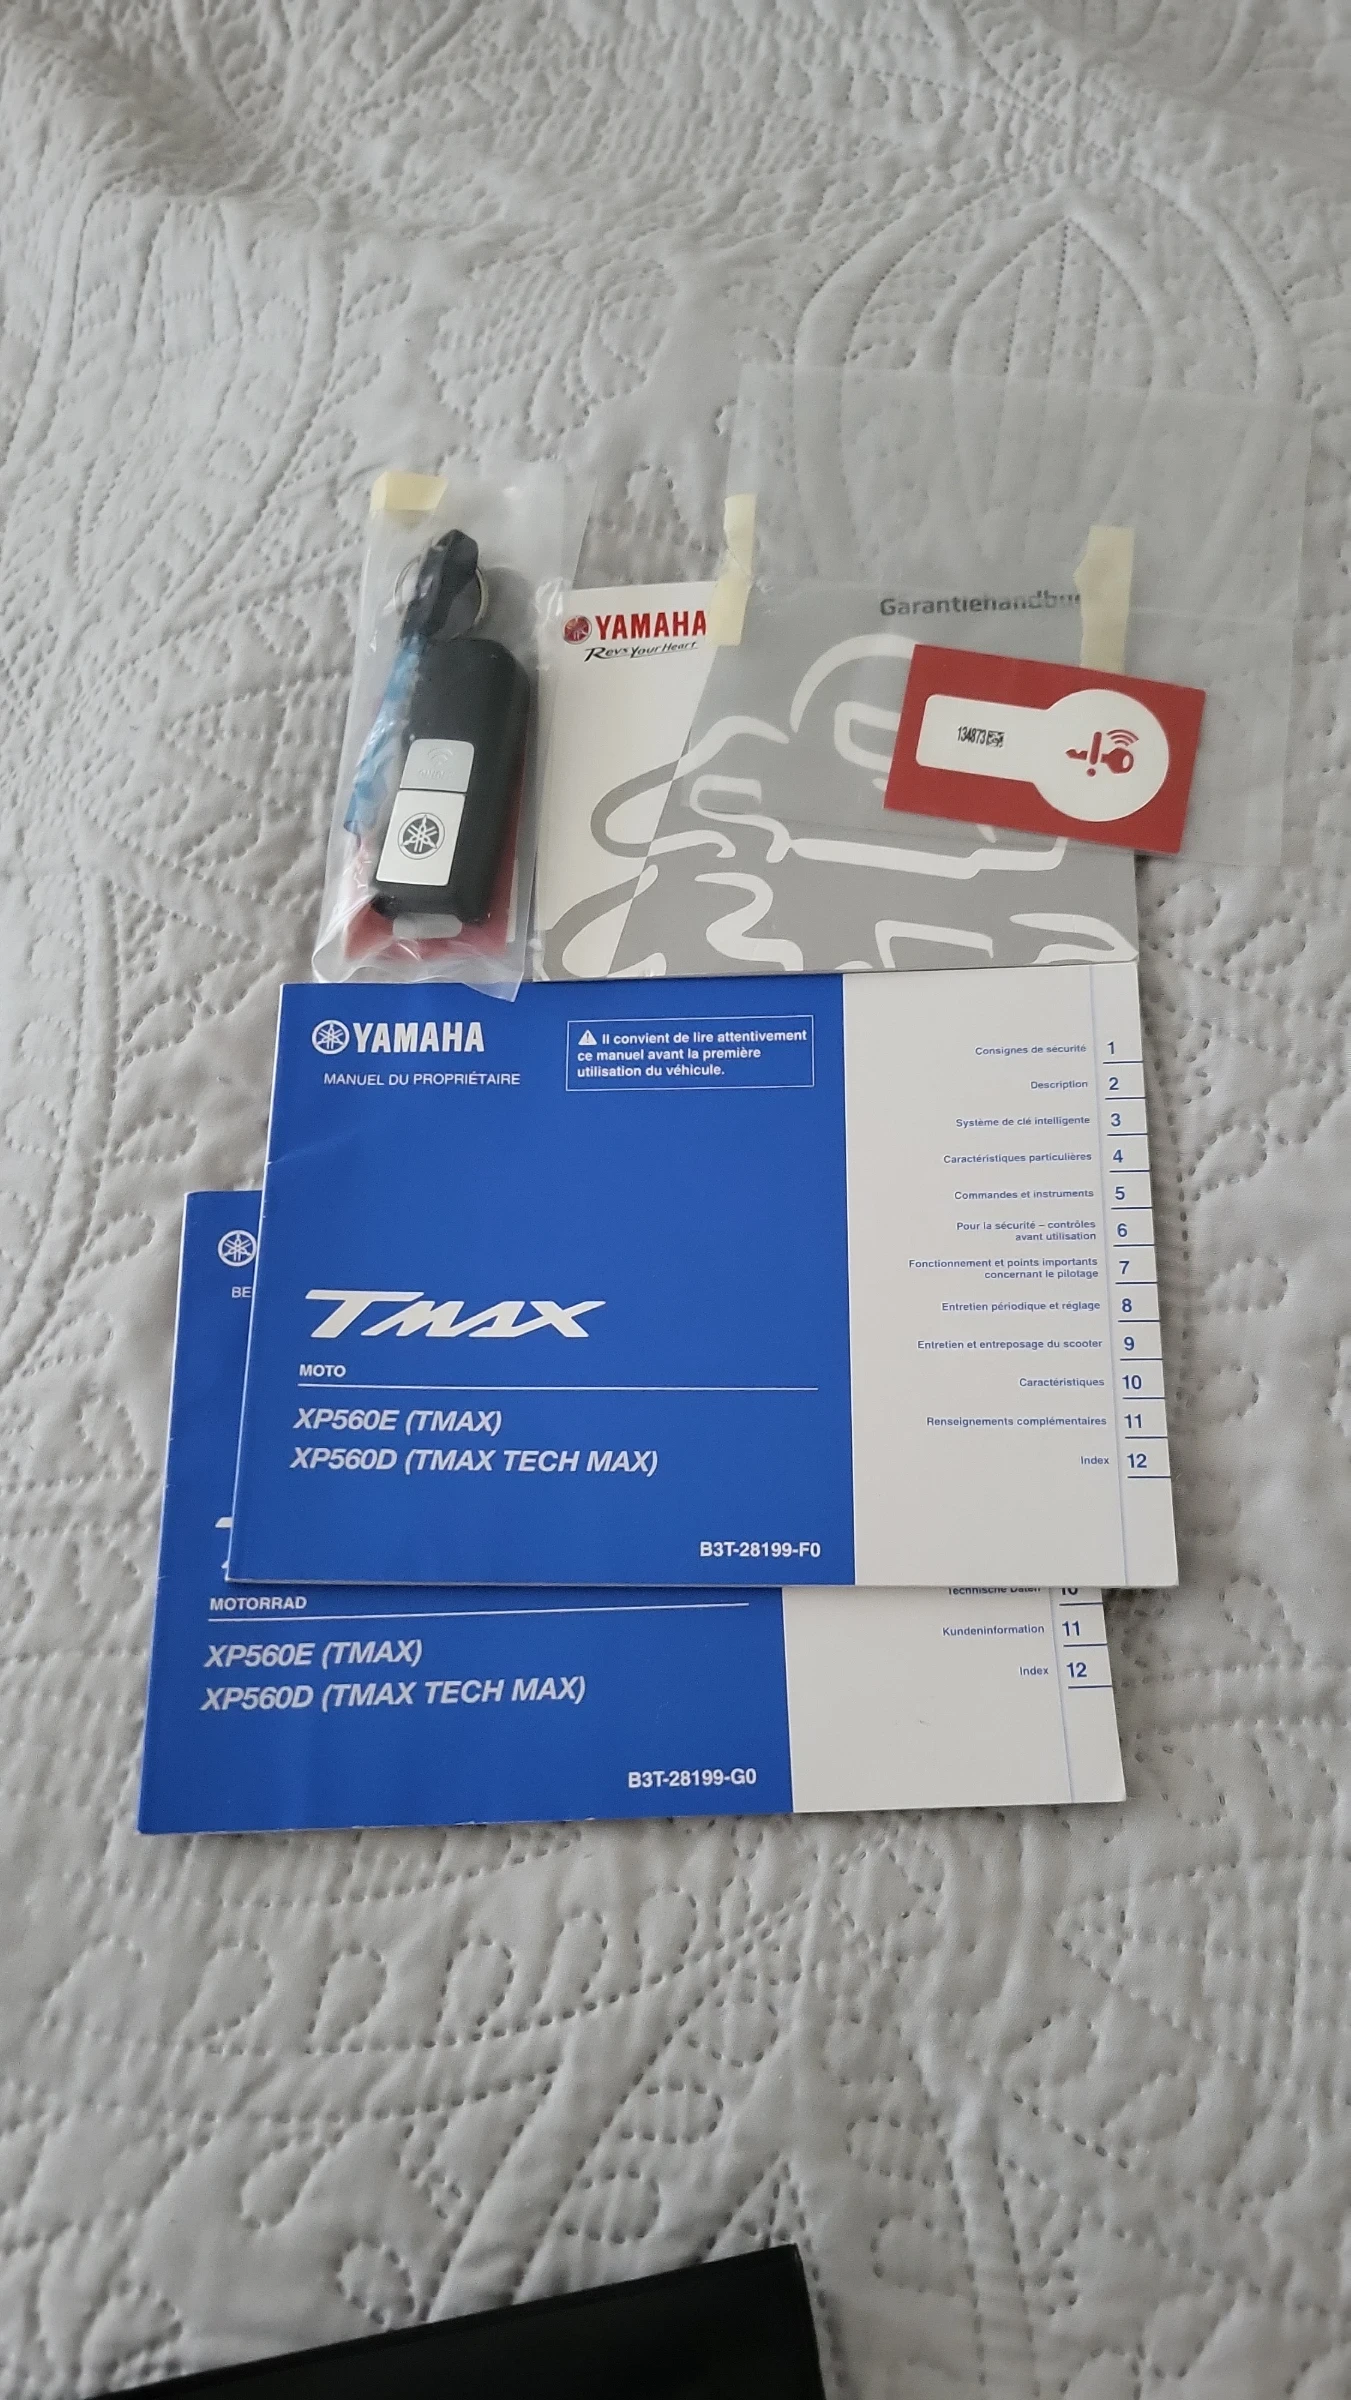 YAMAHA
Revs Your Heart
Garantiehandbu
134873
YAMAHA
MANUEL DU PROPRIÉTAIRE
Il convient de lire attentivement
ce manuel avant la première
utilisation du véhicule.
TMAX
MOTO
XP560E (TMAX)
XP560D (TMAX TECH MAX)
B3T-28199-F0
Consignes de sécurité 1
Description 2
Système de clé intelligente 3
Caractéristiques particulières 4
Commandes et instruments 5
Pour la sécurité – contrôles
avant utilisation 6
Fonctionnement et points importants
concernant le pilotage 7
Entretien périodique et réglage 8
Entretien et entreposage du scooter 9
Caractéristiques 10
Renseignements complémentaires 11
Index 12
BE
MOTORRAD
XP560E (TMAX)
XP560D (TMAX TECH MAX)
B3T-28199-G0
Technische Daten 10
Kundeninformation 11
Index 12